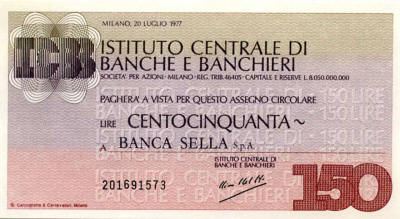 MILANO, 20 LUGLIO 1977
ICB
ISTITUTO CENTRALE DI
BANCHE E BANCHIERI
SOCIETA' PER AZIONI - MILANO - REG. TRIB. 46405 - CAPITALE E RISERVE L. 8.050.000.000
PAGHERA' A VISTA PER QUESTO ASSEGNO CIRCOLARE
LIRE CENTOCINQUANTA~
A BANCA SELLA S.p.A.
ISTITUTO CENTRALE DI
BANCHE E BANCHIERI
201691573
150